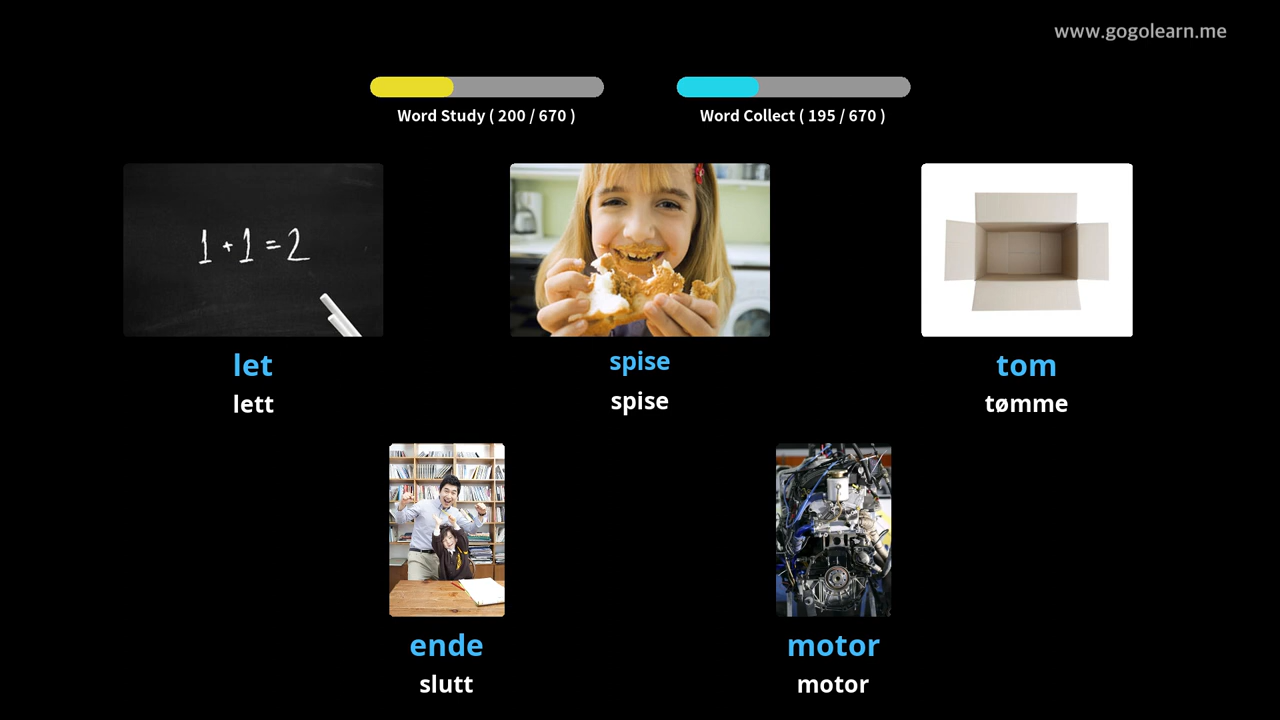 www.gogolearn.me
Word Study ( 200 / 670 )
Word Collect ( 195 / 670 )
1 + 1 = 2
let
lett
spise
spise
tom
tømme
ende
slutt
motor
motor